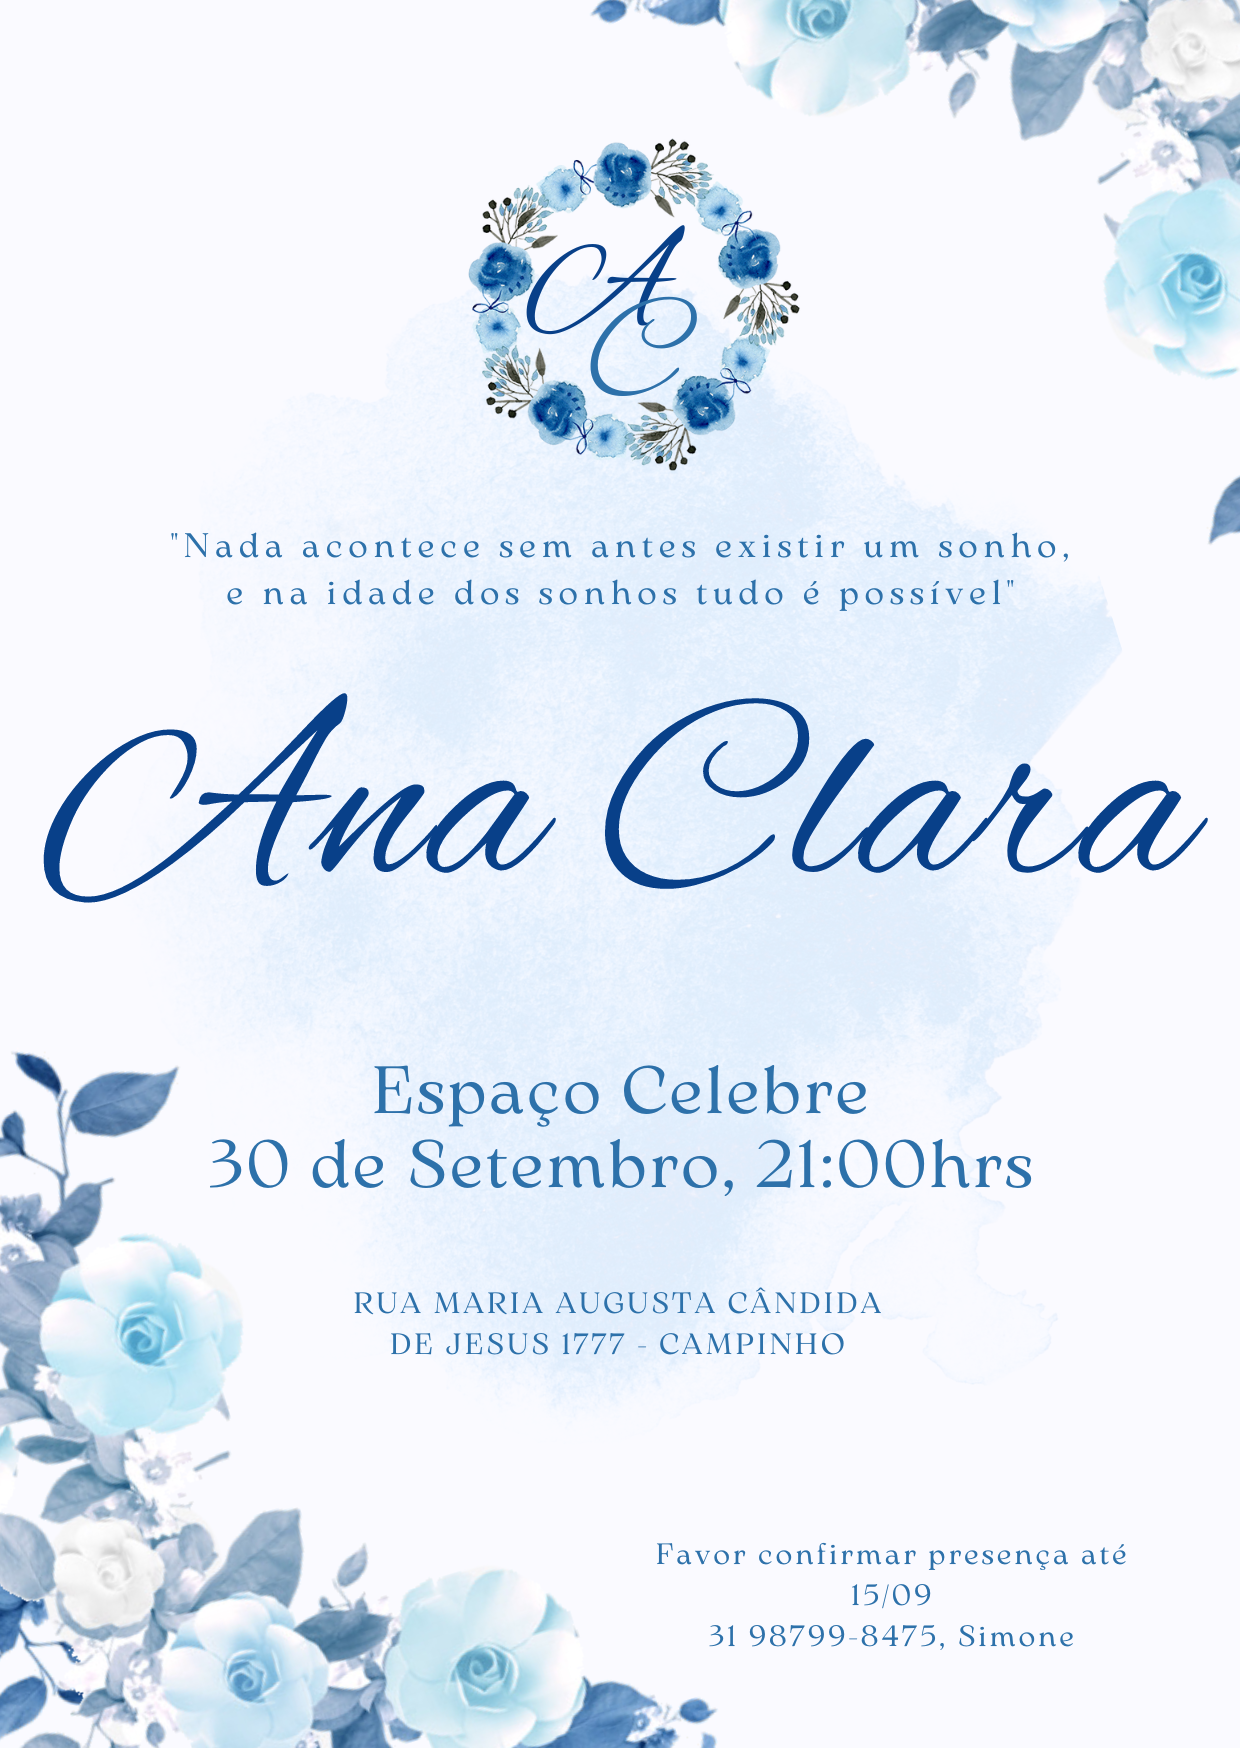 A
C
"Nada acontece sem antes existir um sonho,
e na idade dos sonhos tudo é possível"
Ana Clara
Espaço Celebre
30 de Setembro, 21:00hrs
RUA MARIA AUGUSTA CÂNDIDA
DE JESUS 1777 - CAMPINHO
Favor confirmar presença até
15/09
31 98799-8475, Simone